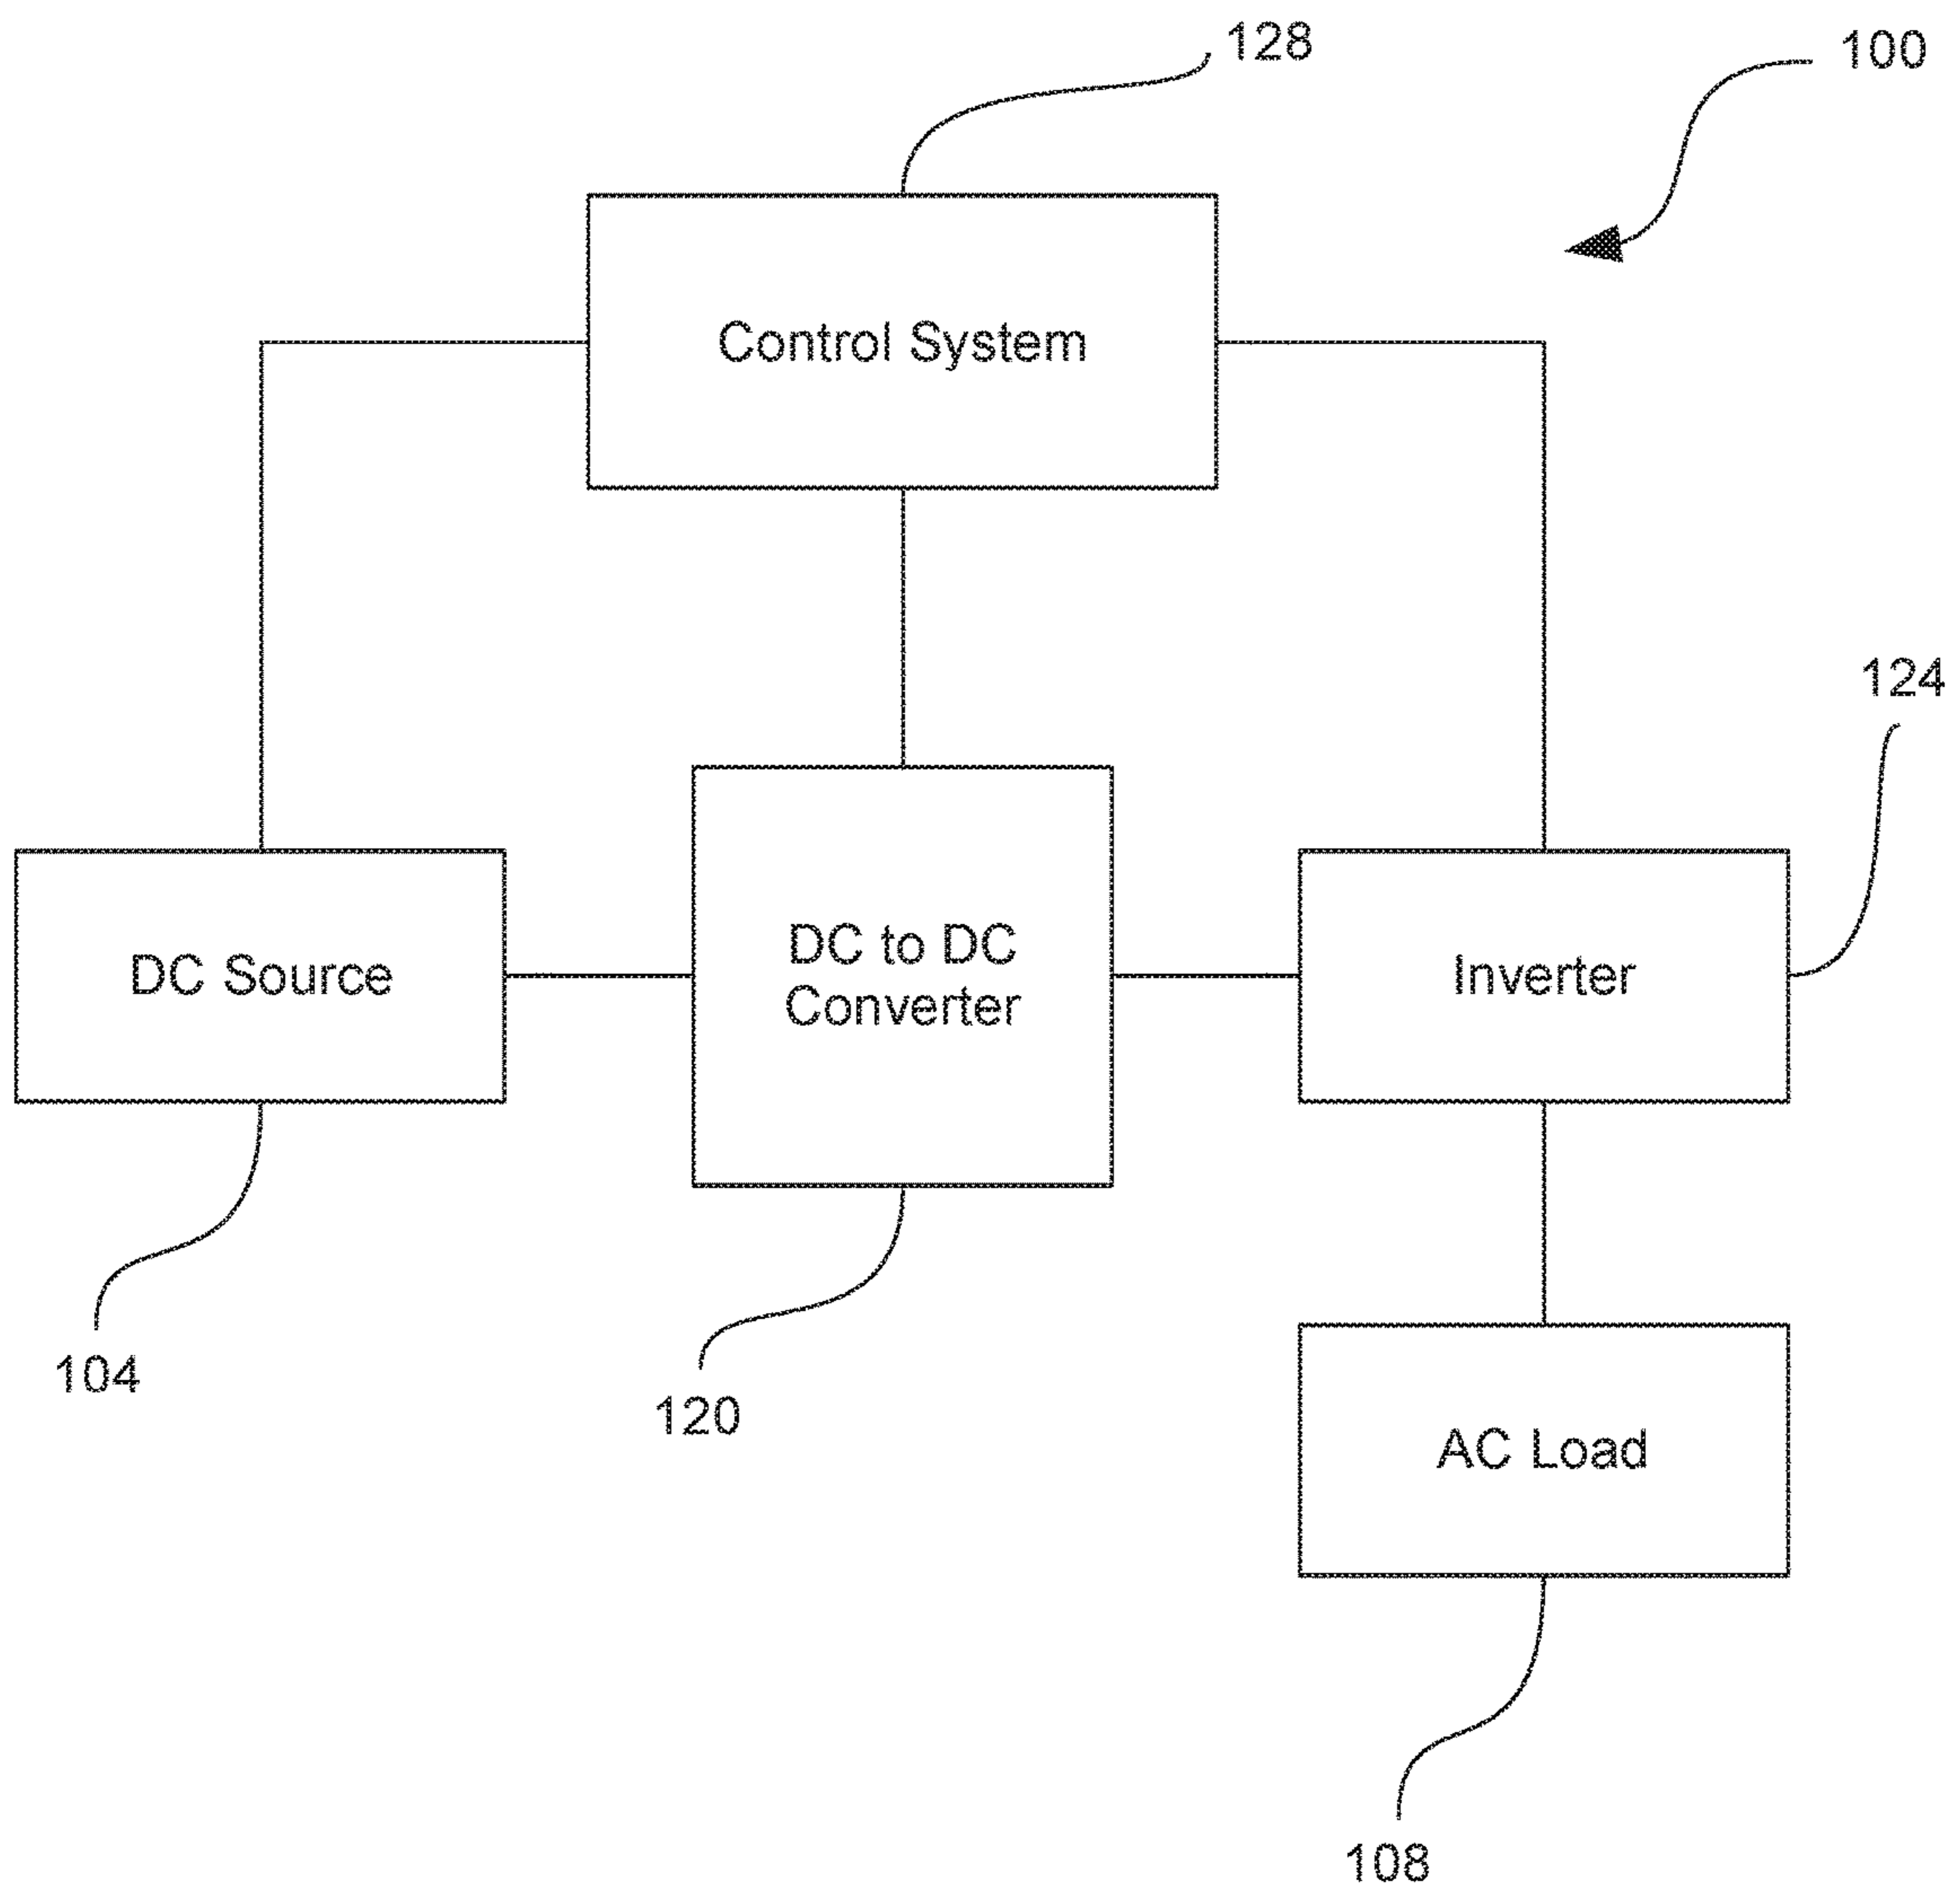 128
100
Control System
124
DC Source
DC to DC
Converter
Inverter
104
120
AC Load
108